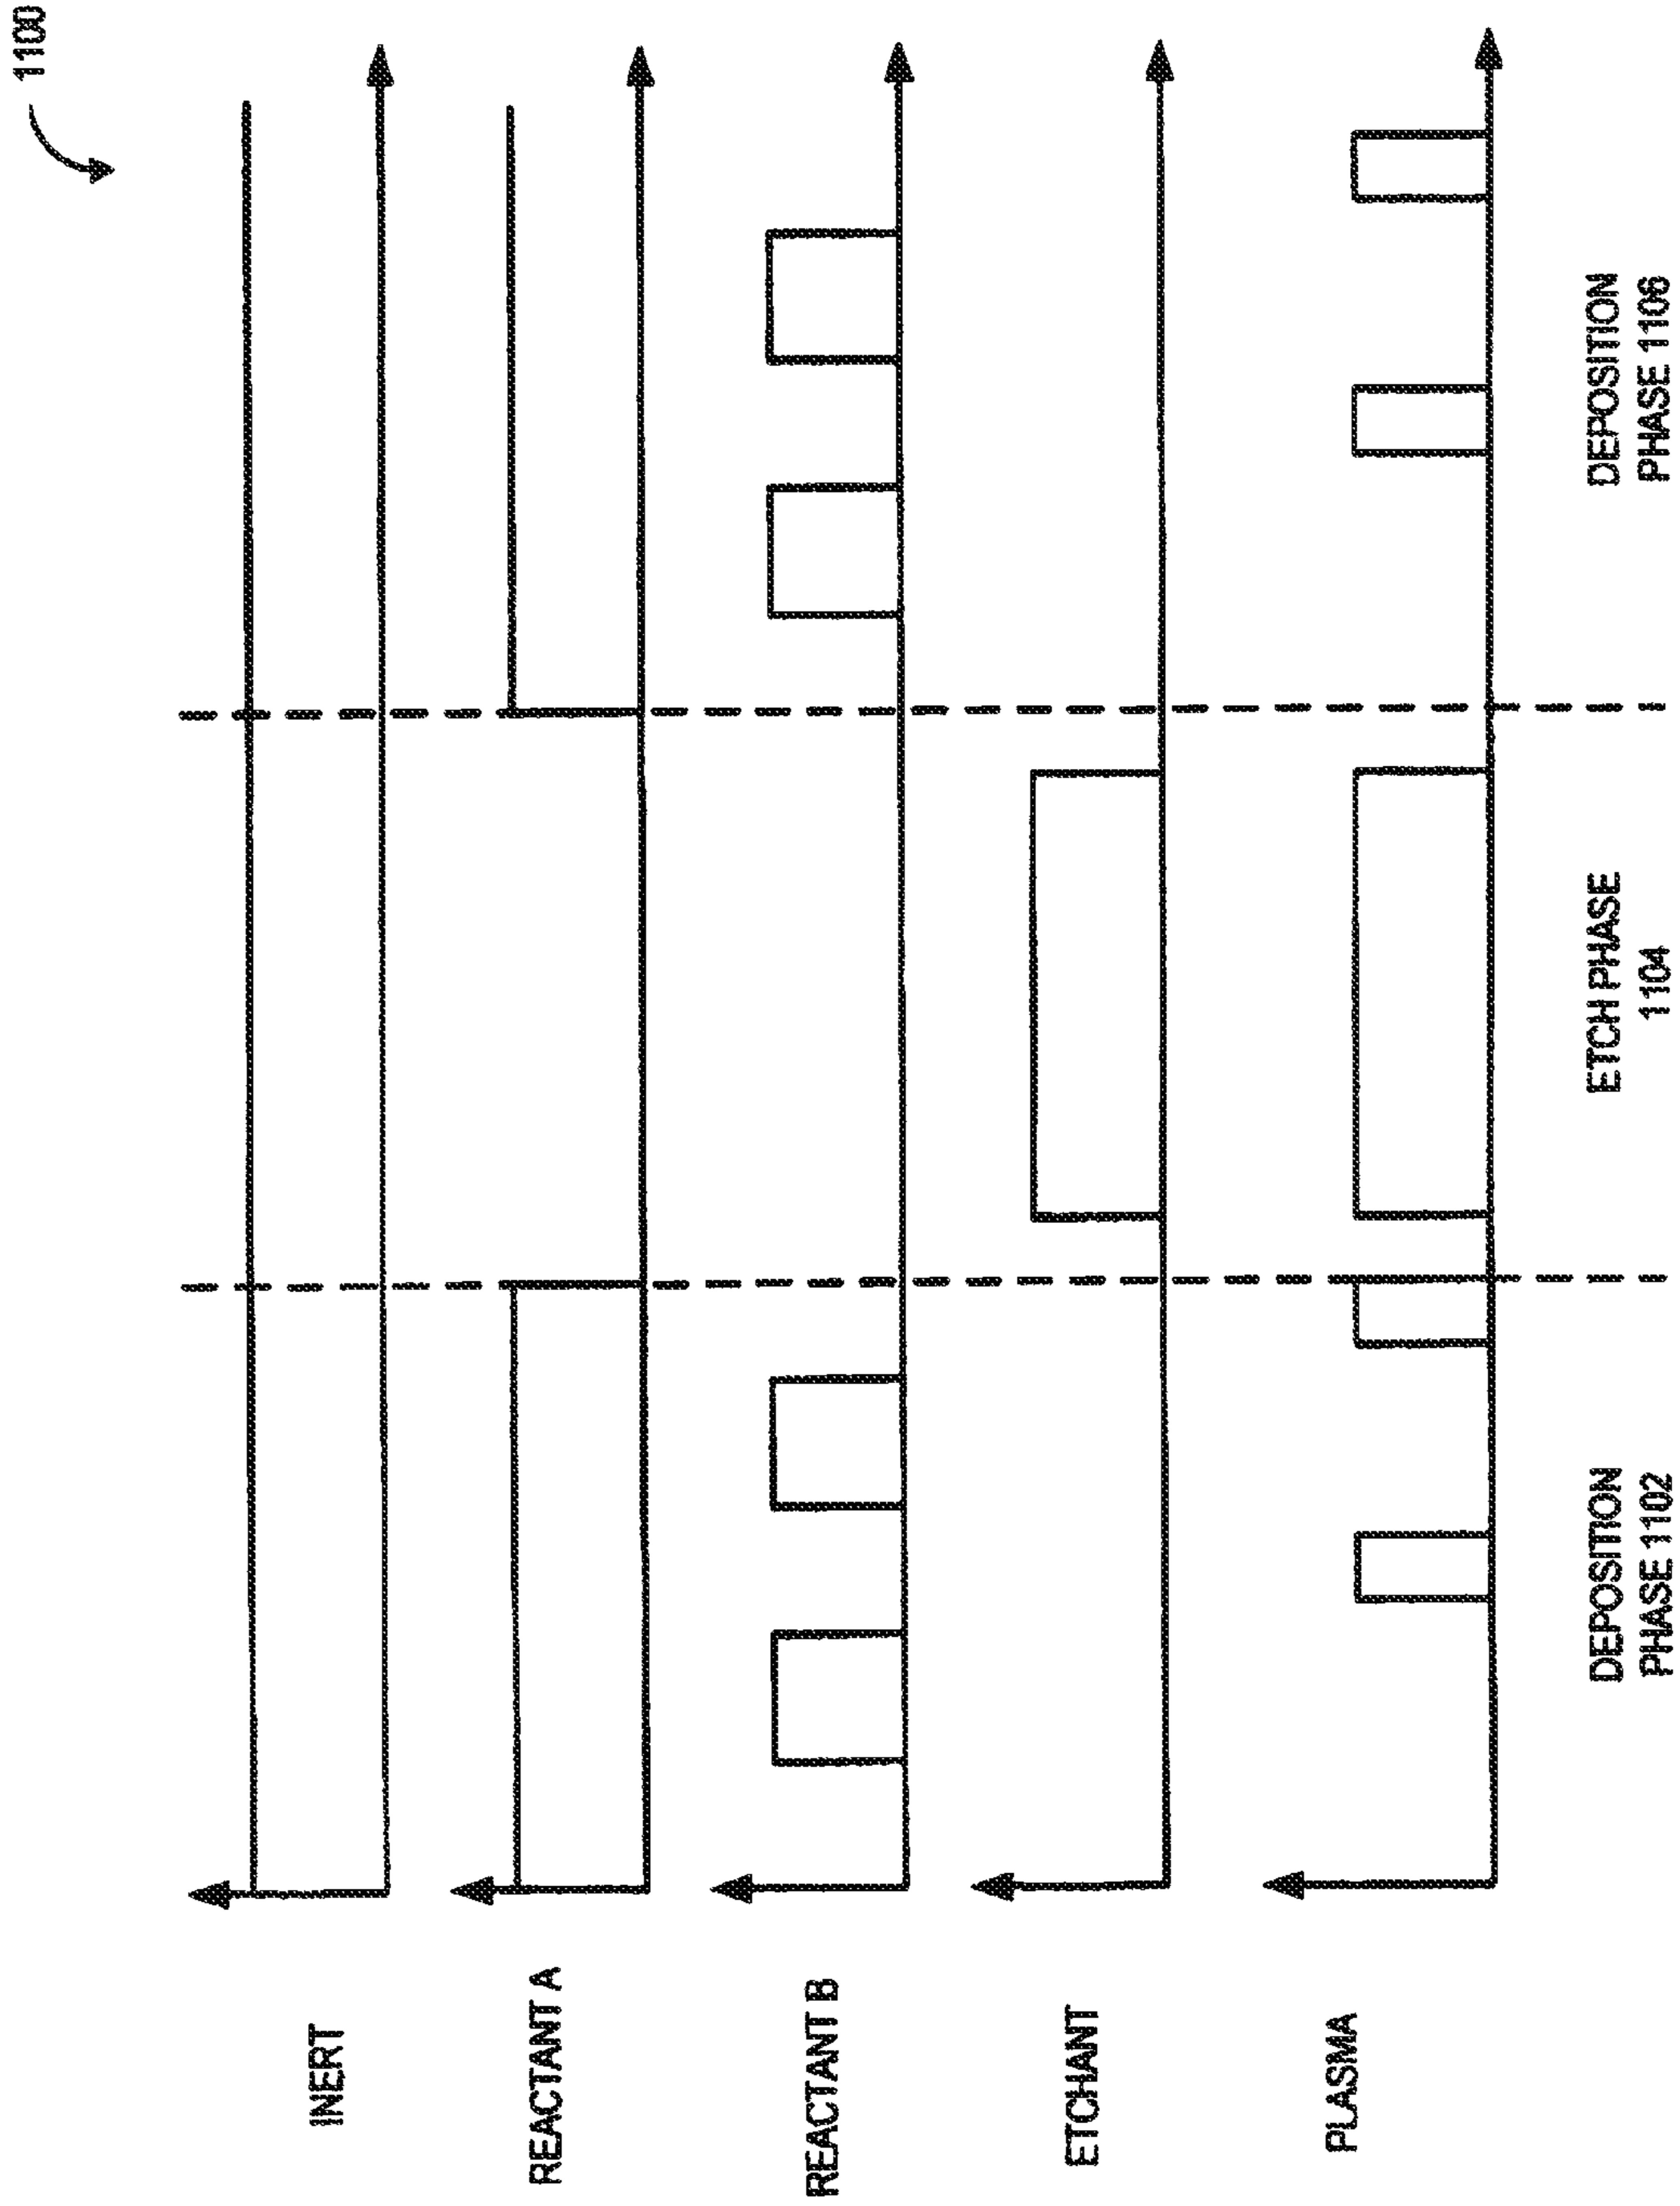 1100
INERT
REACTANT A
REACTANT B
ETCHANT
PLASMA
DEPOSITION
PHASE 1102
ETCH PHASE
1104
DEPOSITION
PHASE 1106